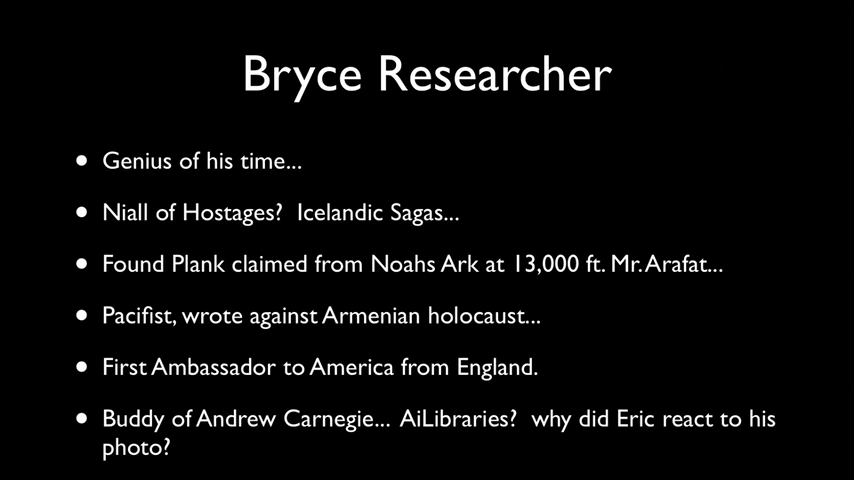 Bryce Researcher
• Genius of his time...
• Niall of Hostages? Icelandic Sagas...
• Found Plank claimed from Noahs Ark at 13,000 ft. Mr. Arafat...
• Pacifist, wrote against Armenian holocaust...
• First Ambassador to America from England.
• Buddy of Andrew Carnegie... AiLibraries? why did Eric react to his
photo?